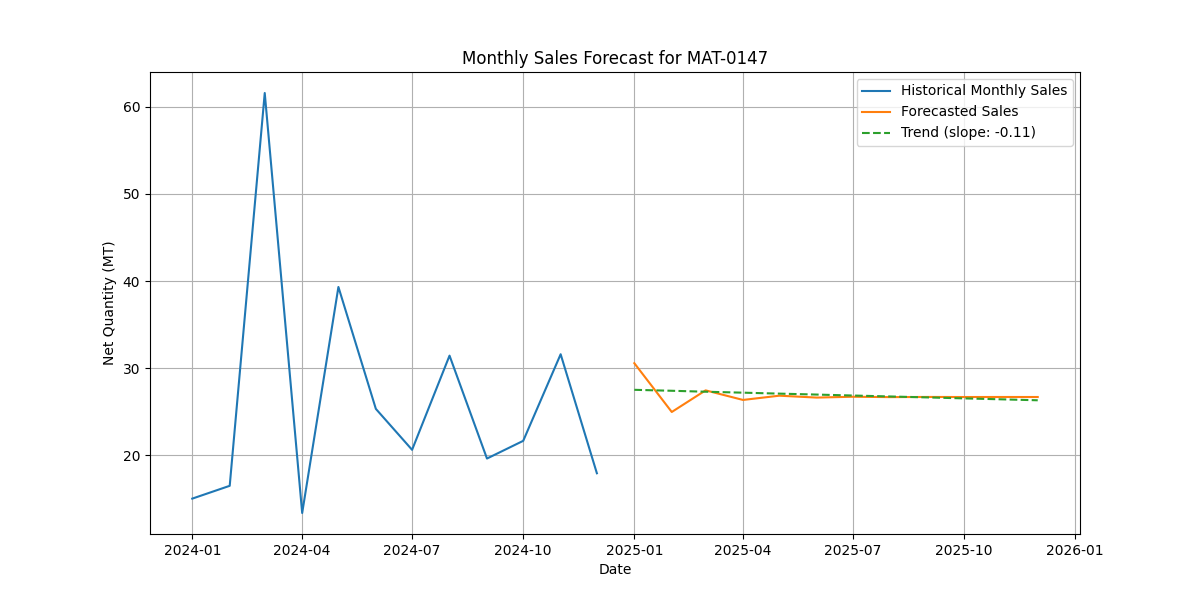 Monthly Sales Forecast for MAT-0147
Historical Monthly Sales
Forecasted Sales
Trend (slope: -0.11)
Net Quantity (MT)
60
50
40
30
20
2024-01 2024-04 2024-07 2024-10 2025-01 2025-04 2025-07 2025-10 2026-01
Date